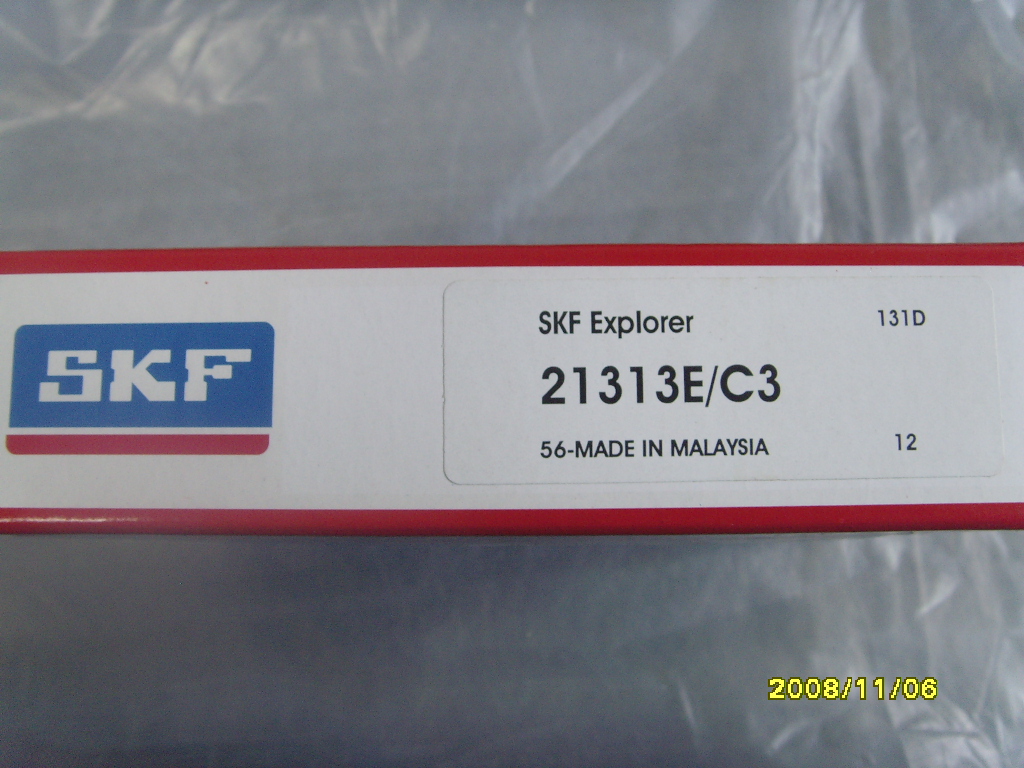 SKF
SKF Explorer 131D
21313E/C3
56-MADE IN MALAYSIA 12
2008/11/06